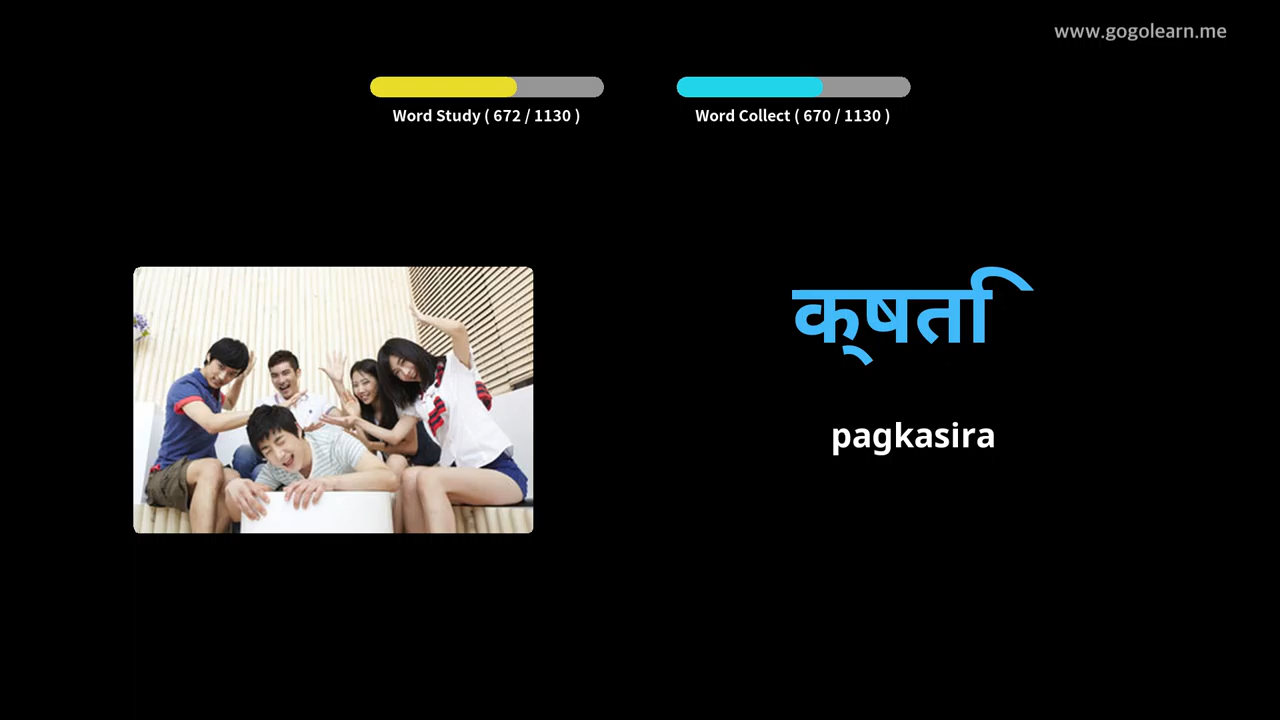 www.gogolearn.me
Word Study ( 672 / 1130 )
Word Collect ( 670 / 1130 )
क्षति
pagkasira